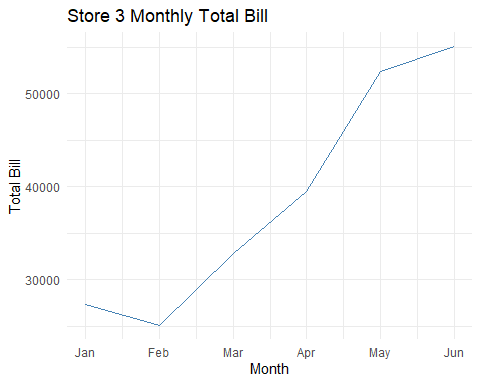 Store 3 Monthly Total Bill
50000
40000
30000
Total Bill
Jan Feb Mar Apr May Jun
Month